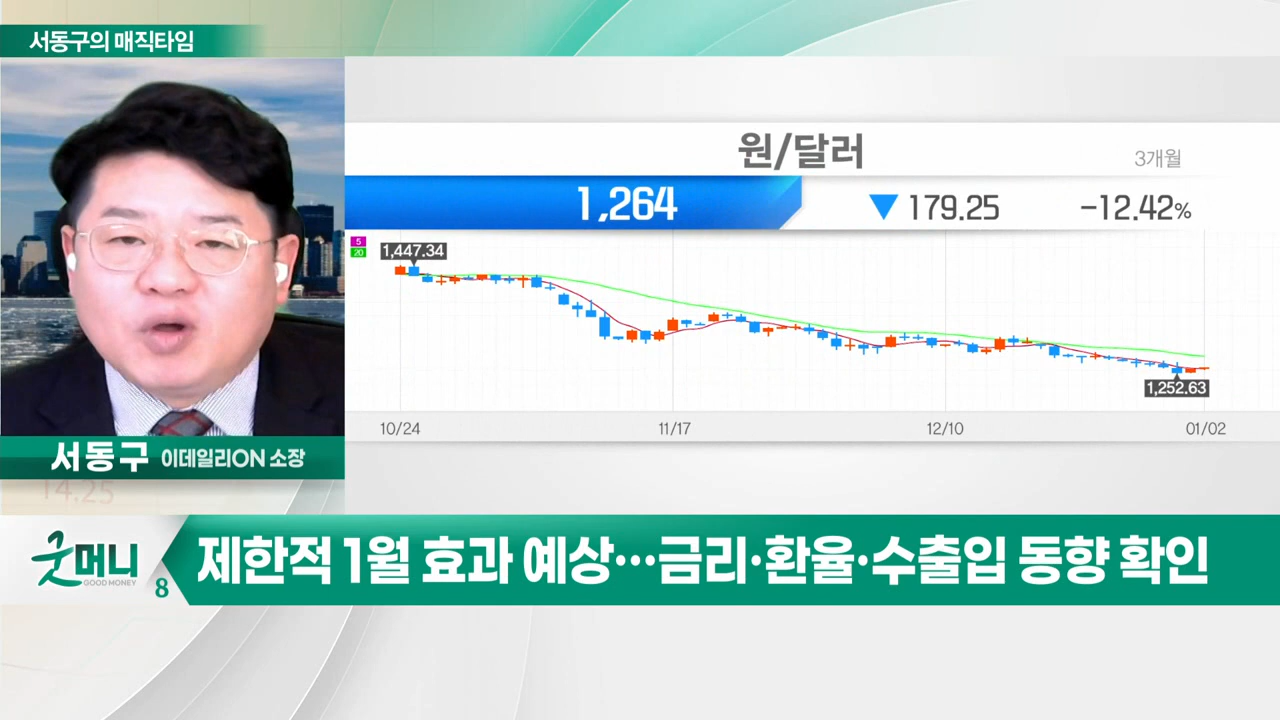 서동구의 매직타임
원/달러
3개월
1,264
▼ 179.25
-12.42%
5
20
1,447.34
1,252.63
10/24
11/17
12/10
01/02
서동구 이데일리ON 소장
14.25
굿머니
GOOD MONEY
8
제한적 1월 효과 예상…금리·환율·수출입 동향 확인